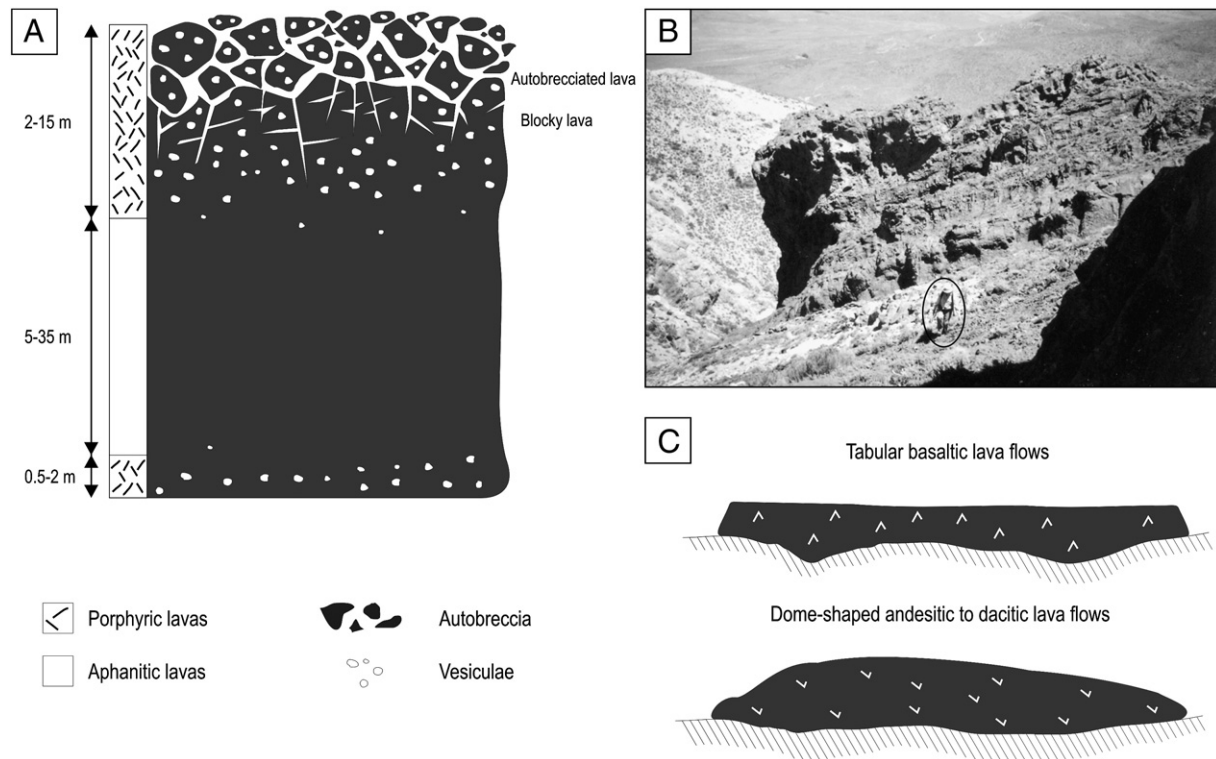 A
2-15 m
5-35 m
0.5-2 m
Autobrecciated lava
Blocky lava
Porphyric lavas
Autobreccia
Aphanitic lavas
Vesiculae
B
C
Tabular basaltic lava flows
Dome-shaped andesitic to dacitic lava flows